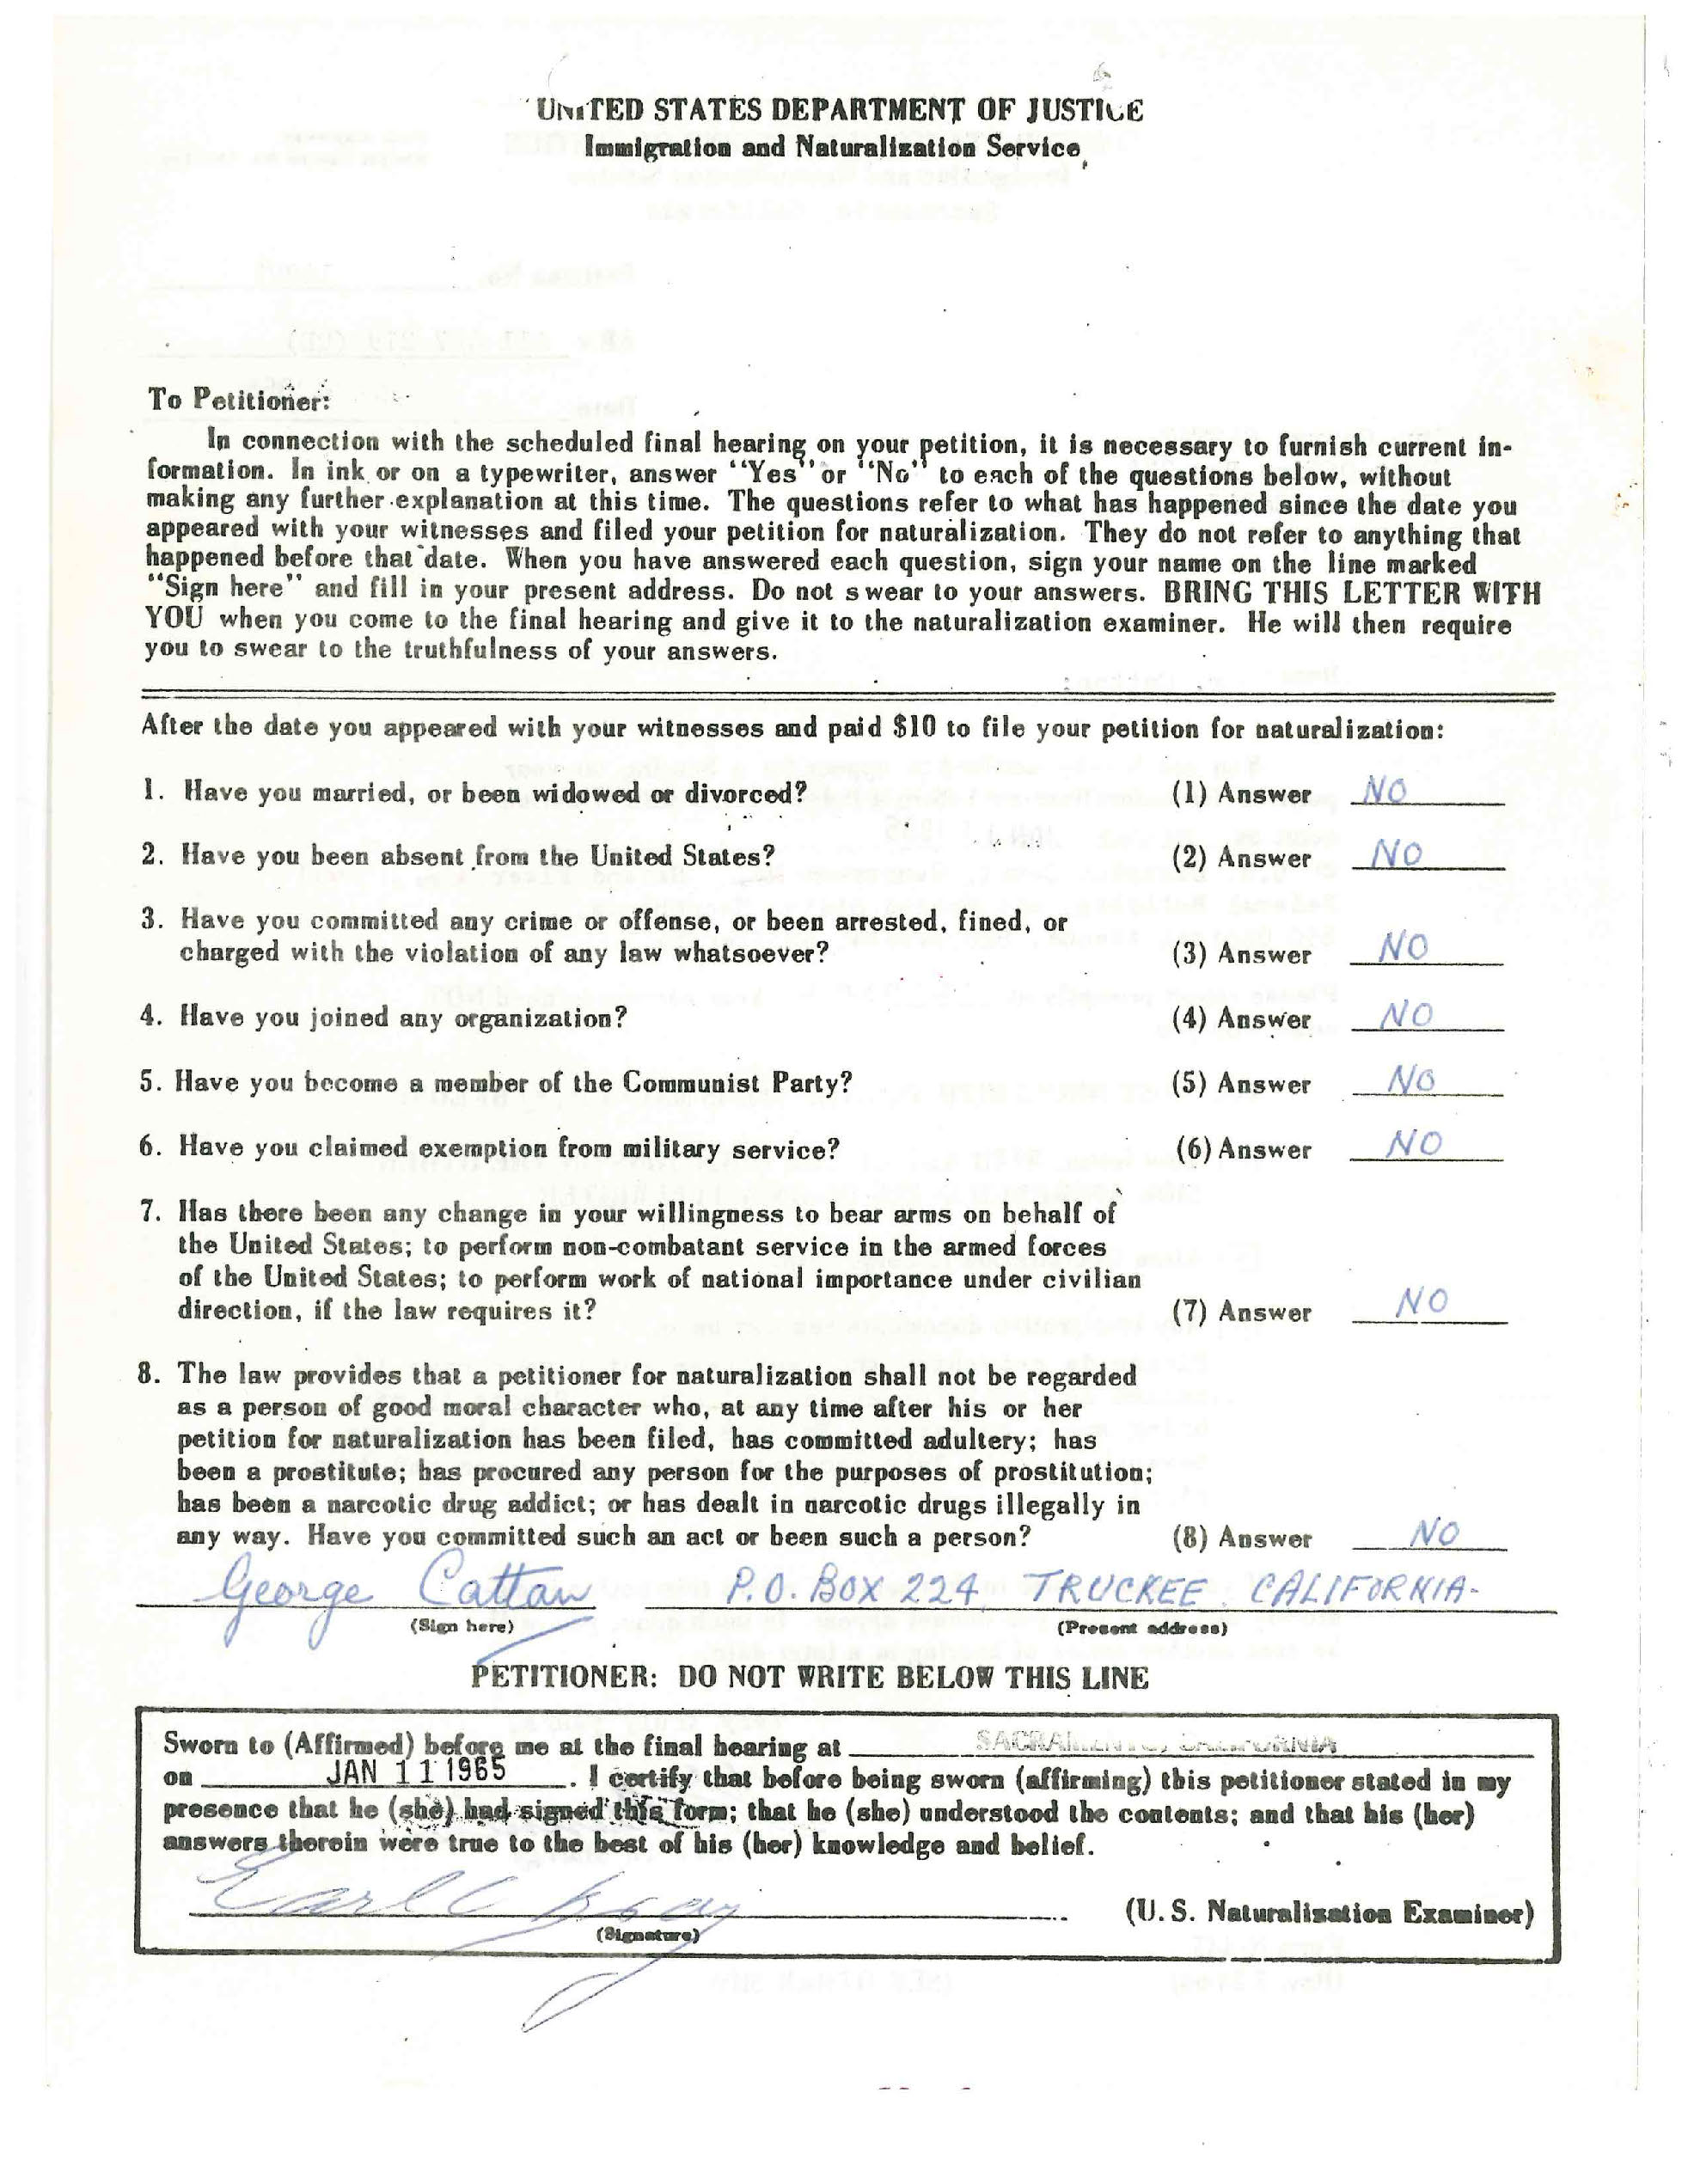 UNITED STATES DEPARTMENT OF JUSTICE
Immigration and Naturalization Service
To Petitioner:
In connection with the scheduled final hearing on your petition, it is necessary to furnish current in-
formation. In ink or on a typewriter, answer "Yes" or "No" to each of the questions below, without
making any further explanation at this time. The questions refer to what has happened since the date you
appeared with your witnesses and filed your petition for naturalization. They do not refer to anything that
happened before that date. When you have answered each question, sign your name on the line marked
"Sign here" and fill in your present address. Do not swear to your answers. BRING THIS LETTER WITH
YOU when you come to the final hearing and give it to the naturalization examiner. He will then require
you to swear to the truthfulness of your answers.
After the date you appeared with your witnesses and paid $10 to file your petition for naturalization:
1. Have you married, or been widowed or divorced? (1) Answer NO
2. Have you been absent from the United States? (2) Answer NO
3. Have you committed any crime or offense, or been arrested, fined, or
charged with the violation of any law whatsoever? (3) Answer NO
4. Have you joined any organization? (4) Answer NO
5. Have you become a member of the Communist Party? (5) Answer NO
6. Have you claimed exemption from military service? (6) Answer NO
7. Has there been any change in your willingness to bear arms on behalf of
the United States; to perform non-combatant service in the armed forces
of the United States; to perform work of national importance under civilian
direction, if the law requires it? (7) Answer NO
8. The law provides that a petitioner for naturalization shall not be regarded
as a person of good moral character who, at any time after his or her
petition for naturalization has been filed, has committed adultery; has
been a prostitute; has procured any person for the purposes of prostitution;
has been a narcotic drug addict; or has dealt in narcotic drugs illegally in
any way. Have you committed such an act or been such a person? (8) Answer NO
George Cattan P.O. BOX 224 TRUCKEE CALIFORNIA-
(Sign here) (Present address)
PETITIONER: DO NOT WRITE BELOW THIS LINE
Sworn to (Affirmed) before me at the final hearing at SACRAMENTO, CALIFORNIA
on JAN 11 1965. I certify that before being sworn (affirming) this petitioner stated in my
presence that he (she) had signed this form; that he (she) understood the contents; and that his (her)
answers therein were true to the best of his (her) knowledge and belief.
Earl C
(U.S. Naturalization Examiner)
(Signature)